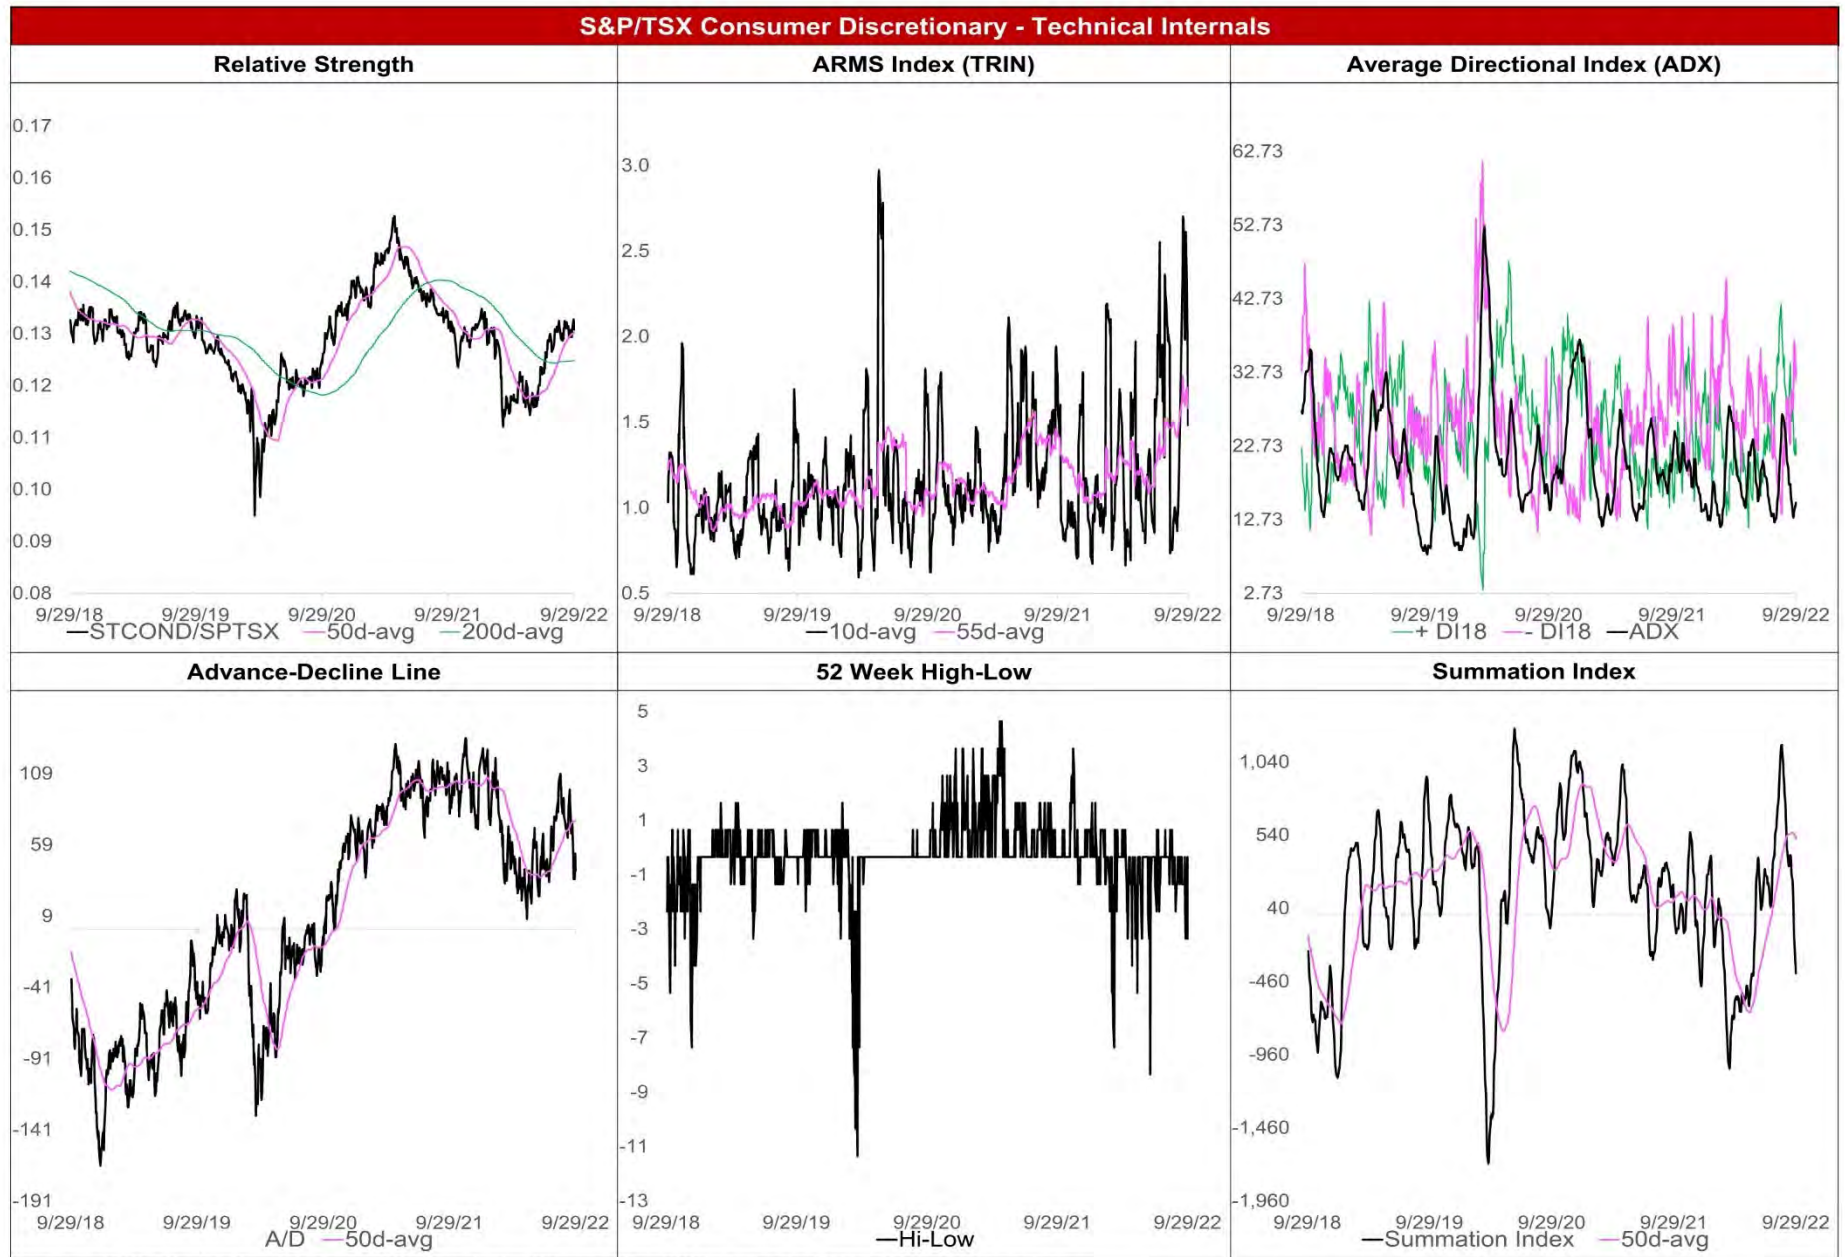 S&P/TSX Consumer Discretionary - Technical Internals
Relative Strength
0.17
0.16
0.15
0.14
0.13
0.12
0.11
0.10
0.09
0.08
9/29/18 9/29/19 9/29/20 9/29/21 9/29/22
STCOND/SPTSX 50d-avg 200d-avg
ARMS Index (TRIN)
3.0
2.5
2.0
1.5
1.0
0.5
9/29/18 9/29/19 9/29/20 9/29/21 9/29/22
10d-avg 55d-avg
Average Directional Index (ADX)
62.73
52.73
42.73
32.73
22.73
12.73
2.73
9/29/18 9/29/19 9/29/20 9/29/21 9/29/22
+ DI18 - DI18 ADX
Advance-Decline Line
109
59
9
-41
-91
-141
-191
9/29/18 9/29/19 9/29/20 9/29/21 9/29/22
A/D 50d-avg
52 Week High-Low
5
3
1
-1
-3
-5
-7
-9
-11
-13
9/29/18 9/29/19 9/29/20 9/29/21 9/29/22
Hi-Low
Summation Index
1,040
540
40
-460
-960
-1,460
-1,960
9/29/18 9/29/19 9/29/20 9/29/21 9/29/22
Summation Index 50d-avg